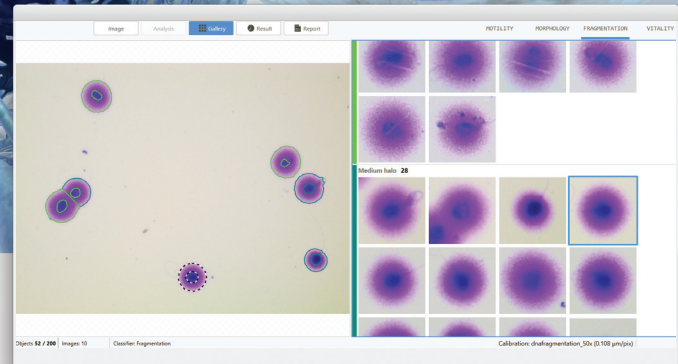 Image Analysis Gallery Result Report MOTILITY MORPHOLOGY FRAGMENTATION VITALITY
Medium halo 28
Objects 52 / 200 Images: 10 Classifier: Fragmentation Calibration: dnafragmentation_50x (0.108 µm/pix)